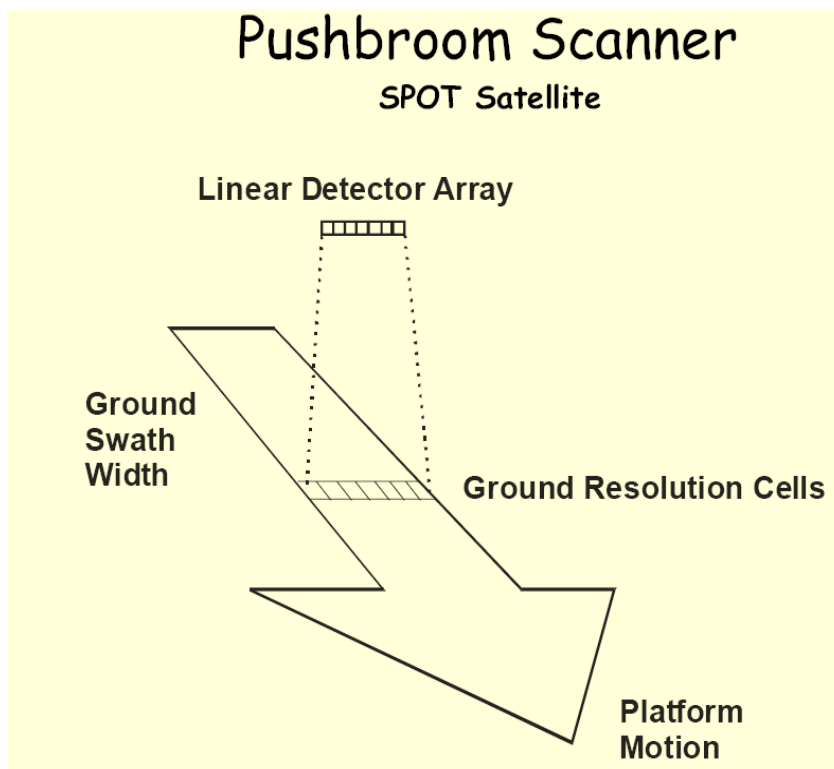 Pushbroom Scanner
SPOT Satellite
Linear Detector Array
Ground
Swath
Width
Ground Resolution Cells
Platform
Motion